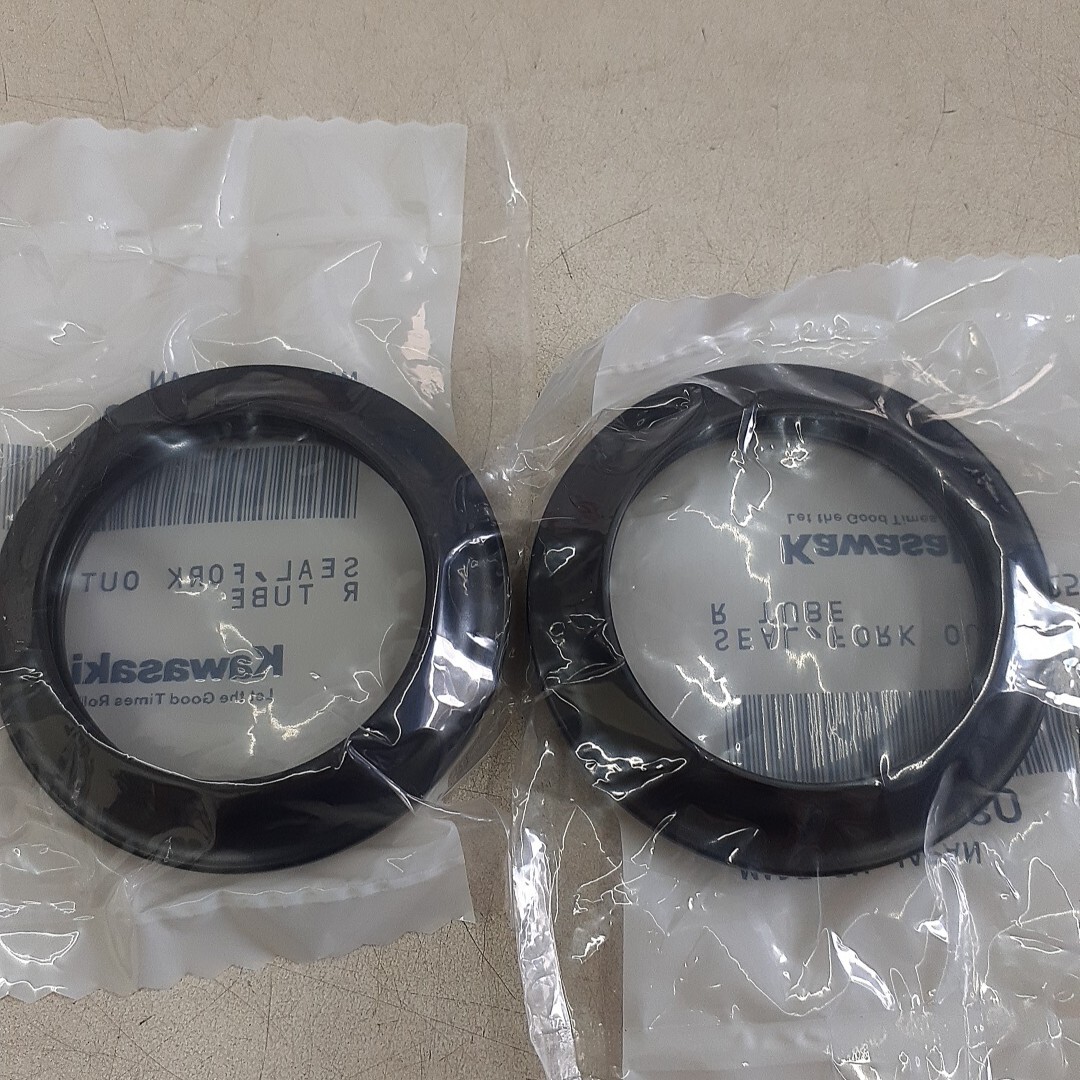 SEAL,FORK OUT
R TUBE
Kawasaki
Let the Good Times Roll
Let the Good Times
Kawasaki
R TUBE
SEAL,FORK OU
JAPAN